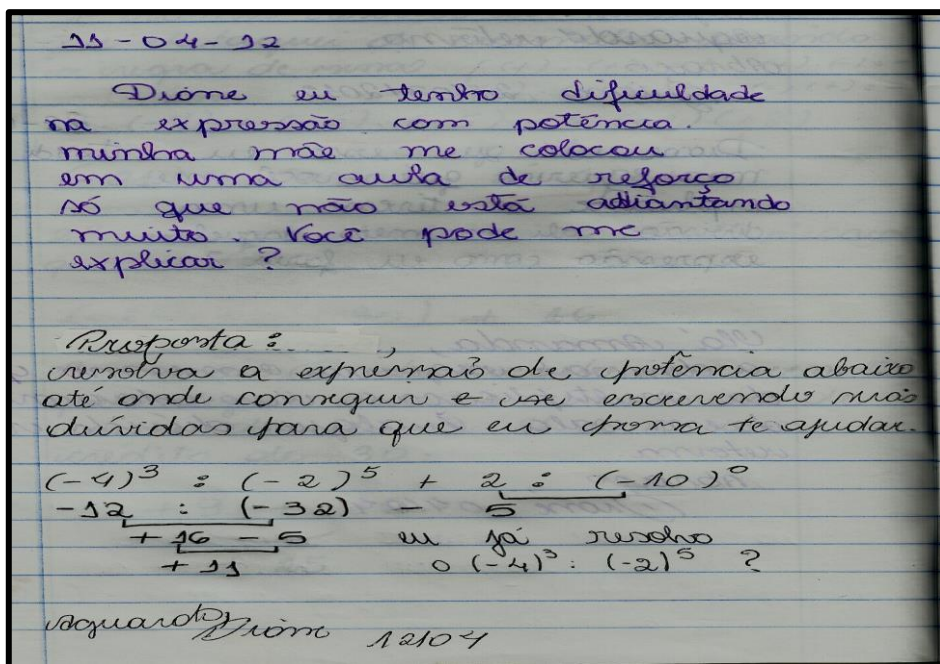 11-04-12
Dione eu tenho dificuldade
na expressão com potência.
minha mãe me colocou
em uma aula de reforço
só que não está adiantando
muito. Você pode me
explicar ?
Proposta :........,
resolva a expressão de potência abaixo
até onde conseguir e use escrevendo suas
dúvidas para que eu possa te ajudar.
(-4)³ : (-2)⁵ + 2 : (-10)⁰
-12 : (-32) - 5
+ 16 - 5 eu já resolvo
+ 11 o (-4)³ : (-2)⁵ ?
Aguardo, Dione 12/04